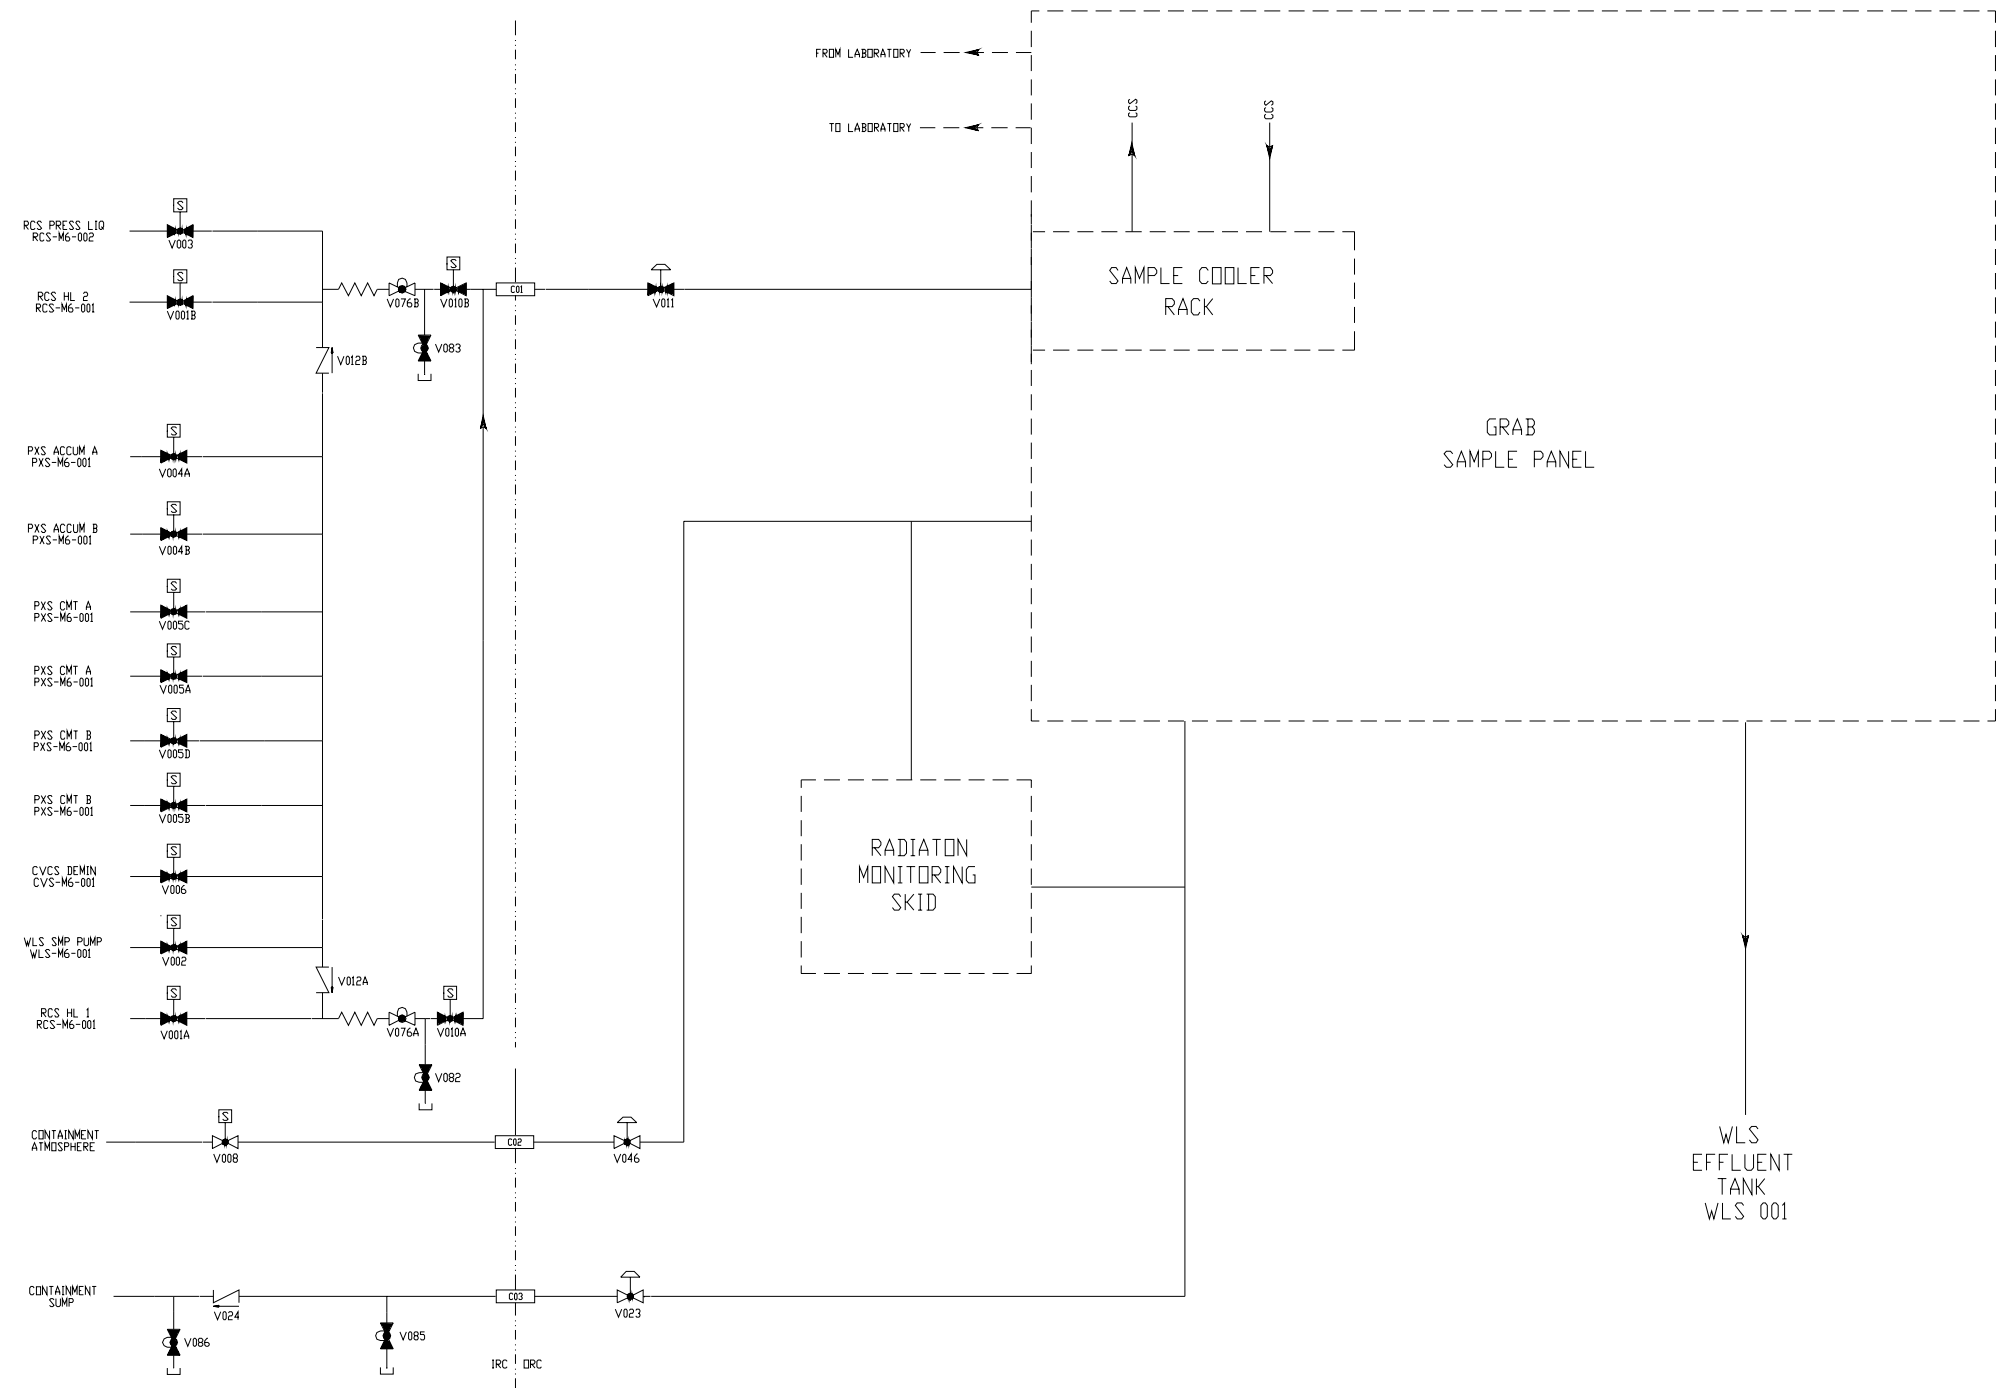 FROM LABORATORY
TO LABORATORY
CCS
CCS
S
RCS PRESS LIQ
RCS-M6-002
V003
S
RCS HL 2
RCS-M6-001
V001B
S
V076B
V010B
C01
V011
SAMPLE COOLER
RACK
V012B
V083
S
PXS ACCUM A
PXS-M6-001
V004A
GRAB
SAMPLE PANEL
S
PXS ACCUM B
PXS-M6-001
V004B
S
PXS CMT A
PXS-M6-001
V005C
S
PXS CMT A
PXS-M6-001
V005A
S
PXS CMT B
PXS-M6-001
V005D
S
PXS CMT B
PXS-M6-001
V005B
RADIATON
MONITORING
SKID
S
CVCS DEMIN
CVS-M6-001
V006
S
WLS SMP PUMP
WLS-M6-001
V002
V012A
S
RCS HL 1
RCS-M6-001
V001A
V076A
S
V010A
V082
S
CONTAINMENT
ATMOSPHERE
V008
C02
V046
WLS
EFFLUENT
TANK
WLS 001
CONTAINMENT
SUMP
V024
C03
V023
V086
V085
IRC ORC